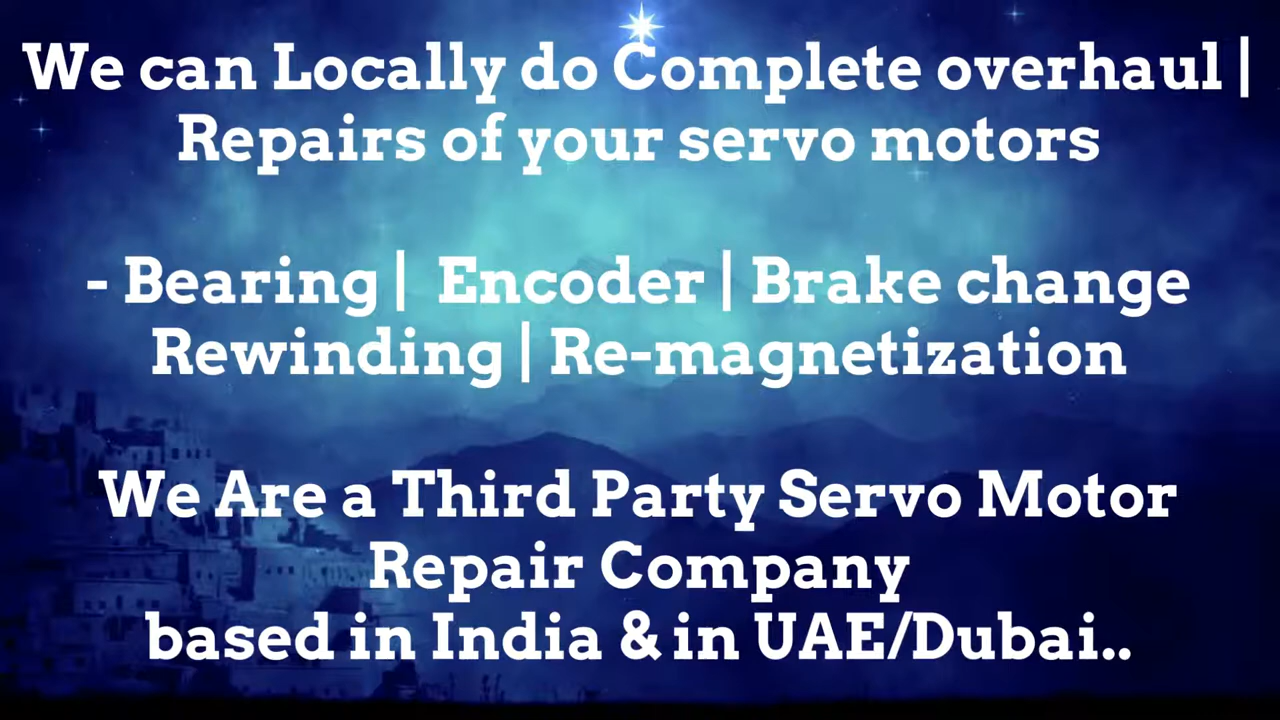 We can Locally do Complete overhaul |
Repairs of your servo motors
- Bearing | Encoder | Brake change
Rewinding | Re-magnetization
We Are a Third Party Servo Motor
Repair Company
based in India & in UAE/Dubai..